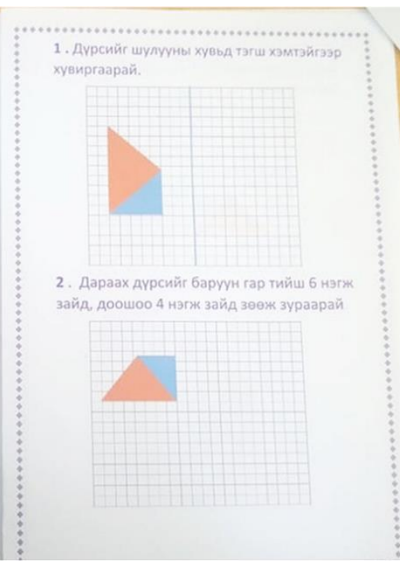 1 . Дүрсийг шулууны хувьд тэгш хэмтэйгээр
хувиргаарай.
2 . Дараах дүрсийг баруун гар тийш 6 нэгж
зайд, доошоо 4 нэгж зайд зөөж зураарай